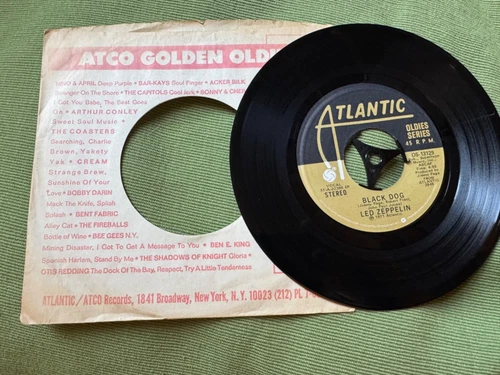 ATCO GOLDEN OLDI
NINO & APRIL Deep Purple • BAR-KAYS Soul Finger • ACKER BILK
Stranger On The Shore • THE CAPITOLS Cool Jerk • SONNY & CHER
I Got You Babe, The Beat Goes
On • ARTHUR CONLEY
Sweet Soul Music •
THE COASTERS
Searching, Charlie
Brown, Yakety
Yak • CREAM
Strange Brew,
Sunshine Of Your
Love • BOBBY DARIN
Mack The Knife, Splish
Splash • BENT FABRIC
Alley Cat • THE FIREBALLS
Bottle of Wine • BEE GEES N.Y.
Mining Disaster, I Got To Get A Message To You • BEN E. KING
Spanish Harlem, Stand By Me • THE SHADOWS OF KNIGHT Gloria •
OTIS REDDING The Dock Of The Bay, Respect, Try A Little Tenderness
ATLANTIC/ATCO Records, 1841 Broadway, New York, N.Y. 10023 (212) PL
ATLANTIC
OLDIES
SERIES
45 R.P.M.
STEREO
OS-13129
BLACK DOG
LED ZEPPELIN